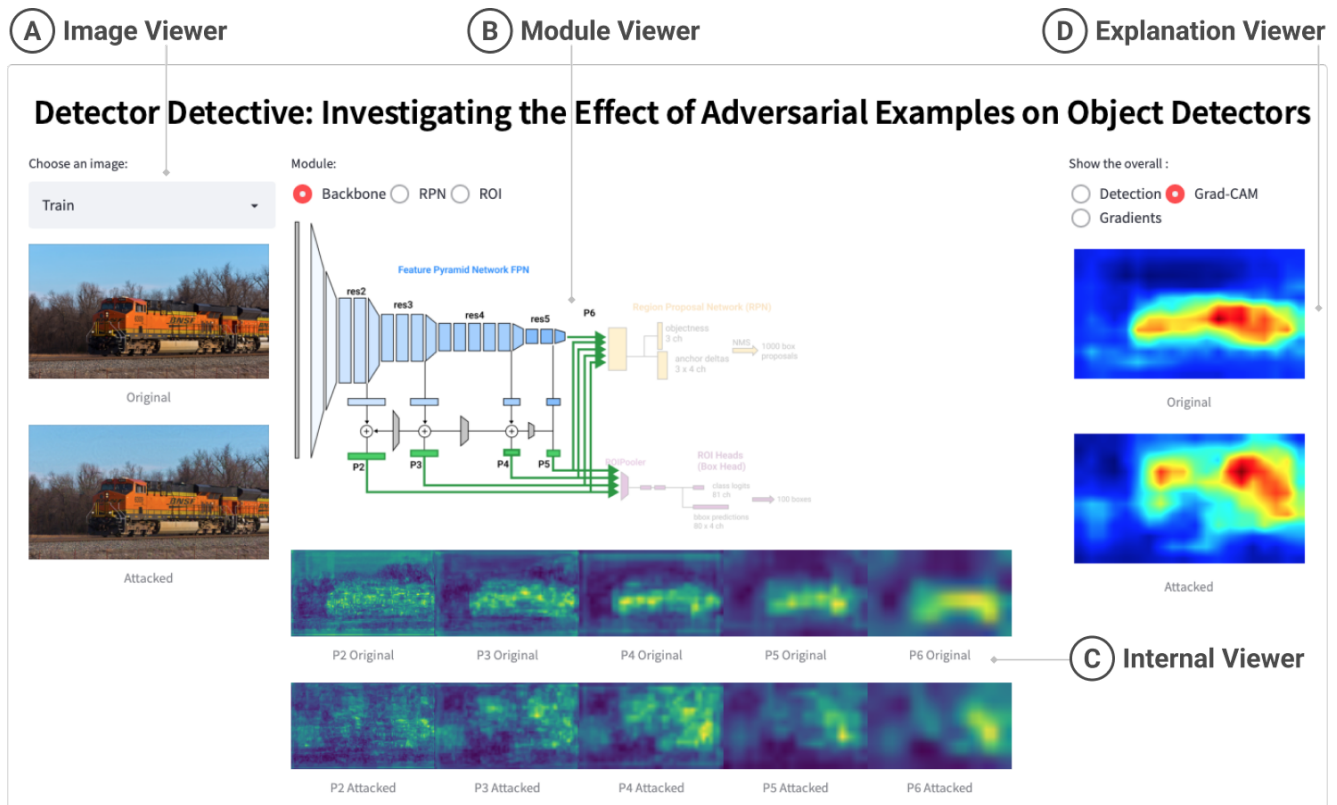 A Image Viewer
B Module Viewer
D Explanation Viewer
Detector Detective: Investigating the Effect of Adversarial Examples on Object Detectors
Choose an image:
Train
Original
Attacked
Module:
Backbone RPN ROI
Feature Pyramid Network FPN
res2
res3
res4
res5
P6
Region Proposal Network (RPN)
objectness
3 ch
anchor deltas
3 x 4 ch
NMS
1000 box
proposals
P2
P3
P4
P5
ROIPooler
ROI Heads
(Box Head)
class logits
81 ch
bbox predictions
80 x 4 ch
100 boxes
P2 Original
P3 Original
P4 Original
P5 Original
P6 Original
C Internal Viewer
P2 Attacked
P3 Attacked
P4 Attacked
P5 Attacked
P6 Attacked
Show the overall :
Detection Grad-CAM
Gradients
Original
Attacked
BNSF